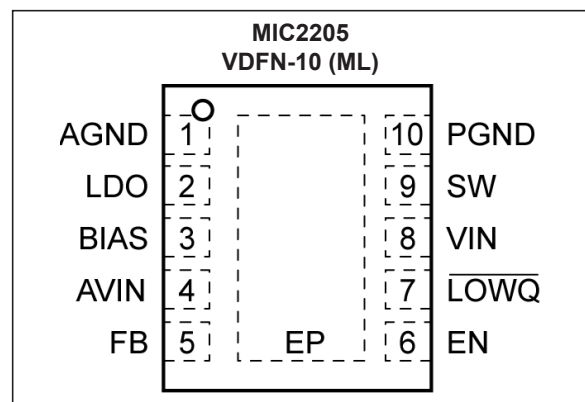 MIC2205
VDFN-10 (ML)
AGND 1 10 PGND
LDO 2 9 SW
BIAS 3 8 VIN
AVIN 4 7 L̅O̅W̅Q̅
FB 5 EP 6 EN